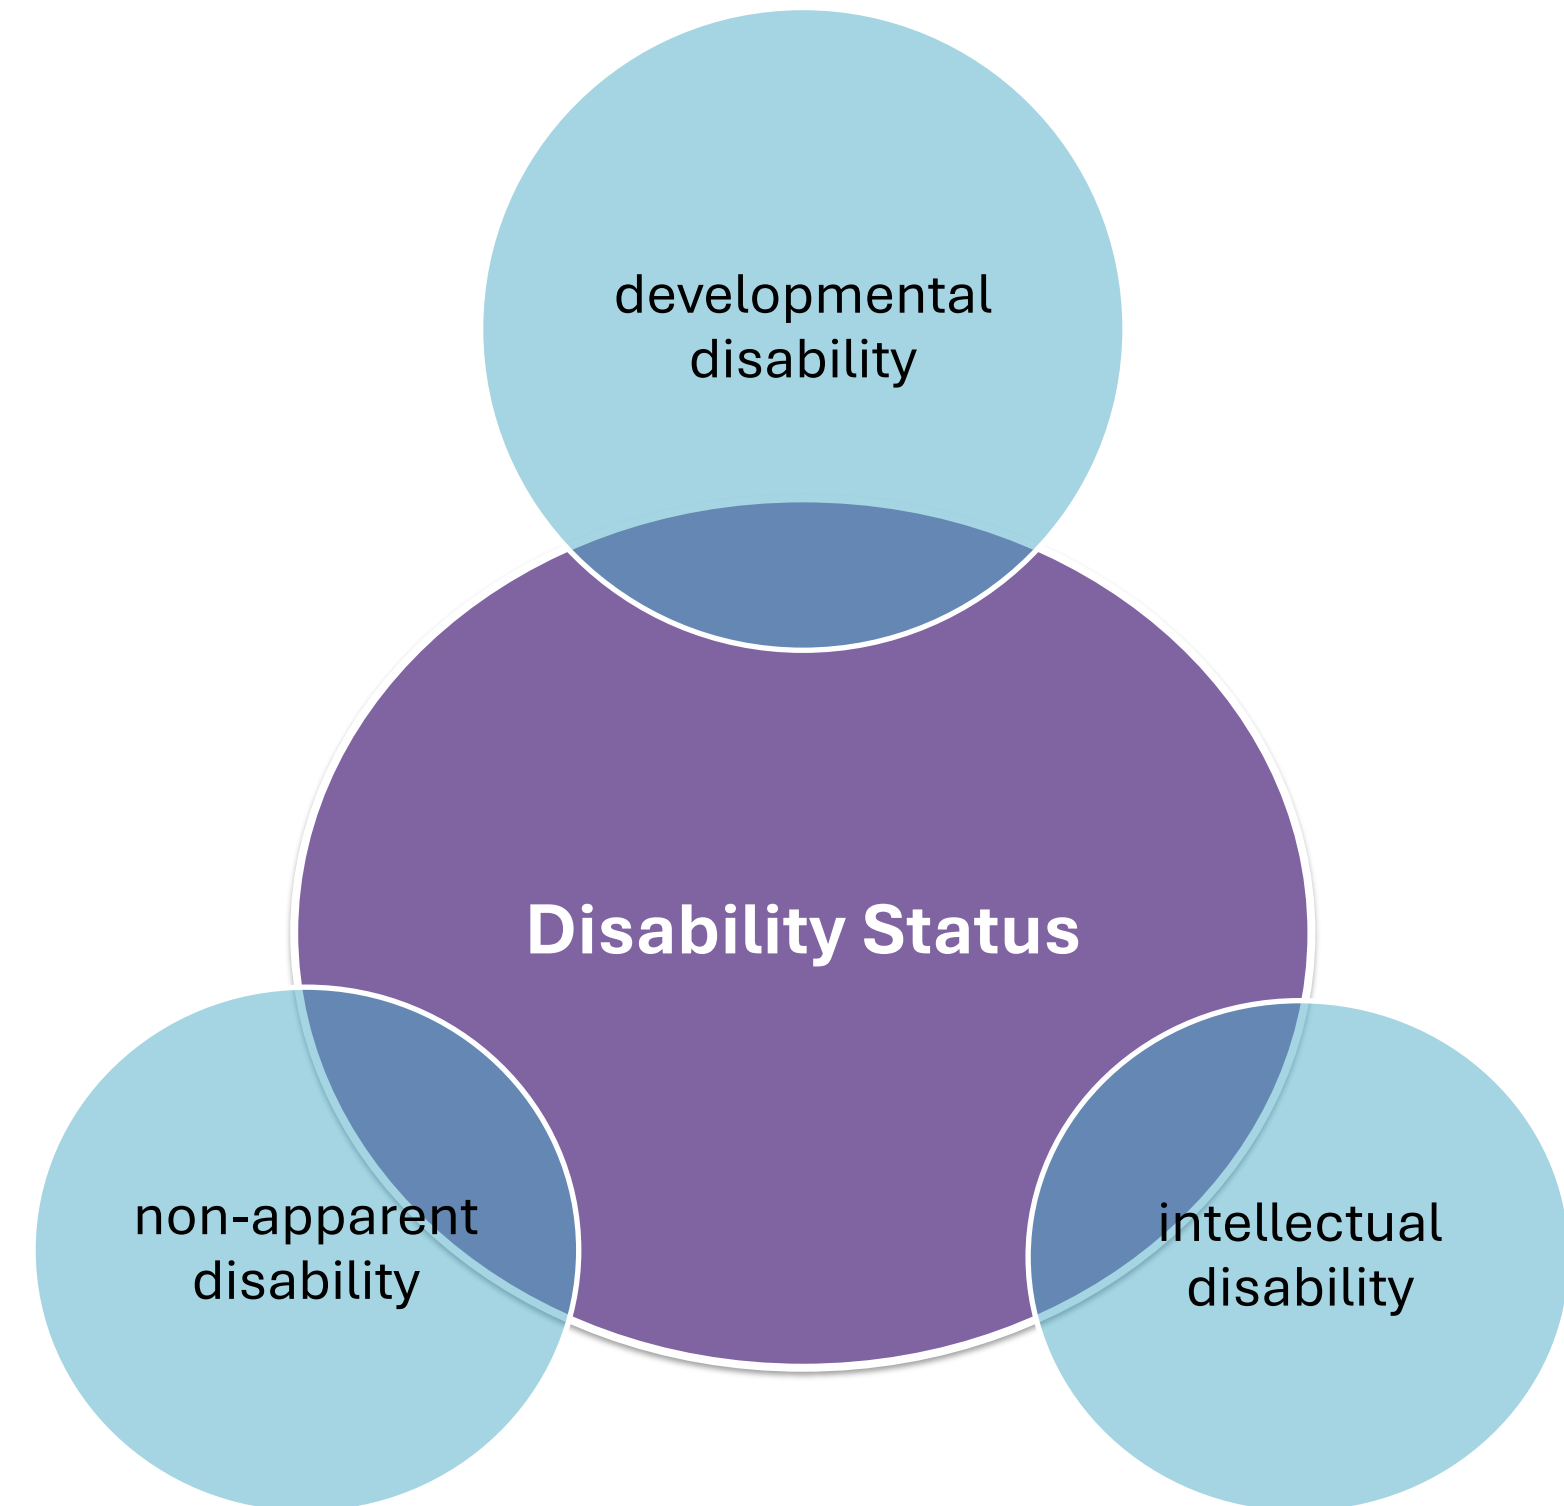 developmental
disability
Disability Status
non-apparent
disability
intellectual
disability